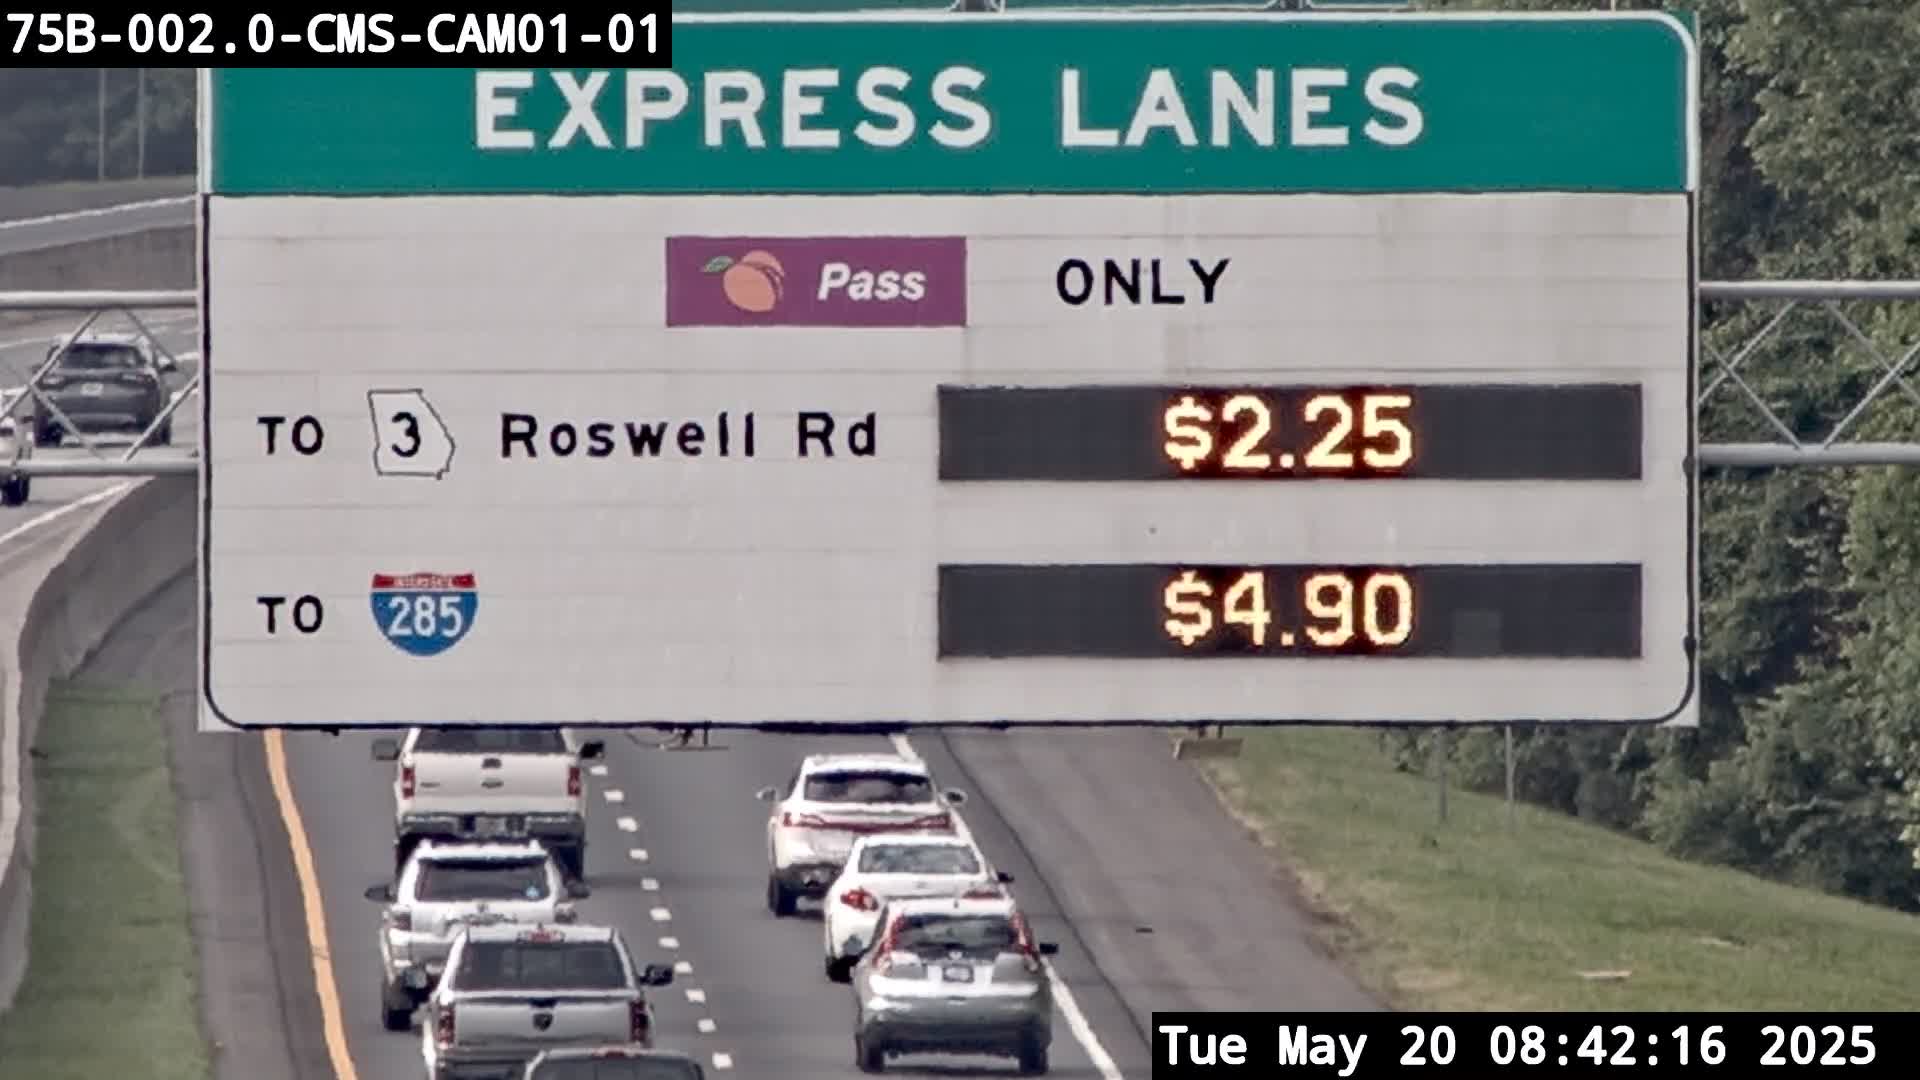 75B-002.0-CMS-CAM01-01
EXPRESS LANES
Pass ONLY
TO 3 Roswell Rd $2.25
TO INTERSTATE 285 $4.90
Tue May 20 08:42:16 2025